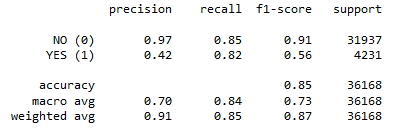 precision recall f1-score support
NO (0) 0.97 0.85 0.91 31937
YES (1) 0.42 0.82 0.56 4231
accuracy 0.85 36168
macro avg 0.70 0.84 0.73 36168
weighted avg 0.91 0.85 0.87 36168